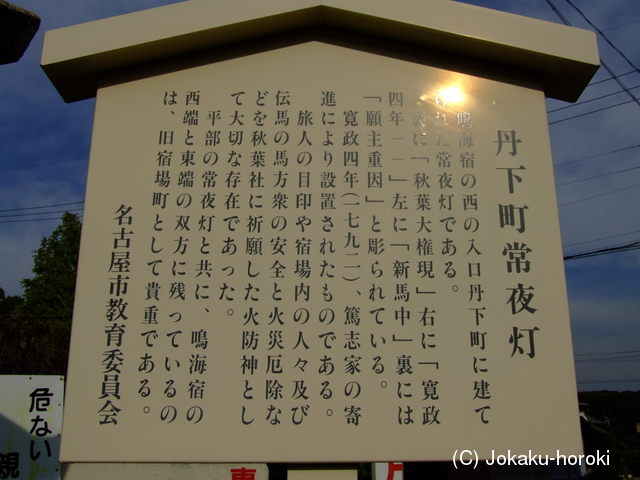 丹下町常夜灯
鳴海宿の西の入口丹下町に建て
られた常夜灯である。
表に「秋葉大権現」右に「寛政
四年――」左に「新馬中」裏には
「願主重因」と彫られている。
寛政四年(一七九二)、篤志家の寄
進により設置されたものである。
旅人の目印や宿場内の人々及び
伝馬の馬方衆の安全と火災厄除な
どを秋葉社に祈願した火防神とし
て大切な存在であった。
平部の常夜灯と共に、鳴海宿の
西端と東端の双方に残っているの
は、旧宿場町として貴重である。
名古屋市教育委員会
危ない
親
(C) Jokaku-horoki